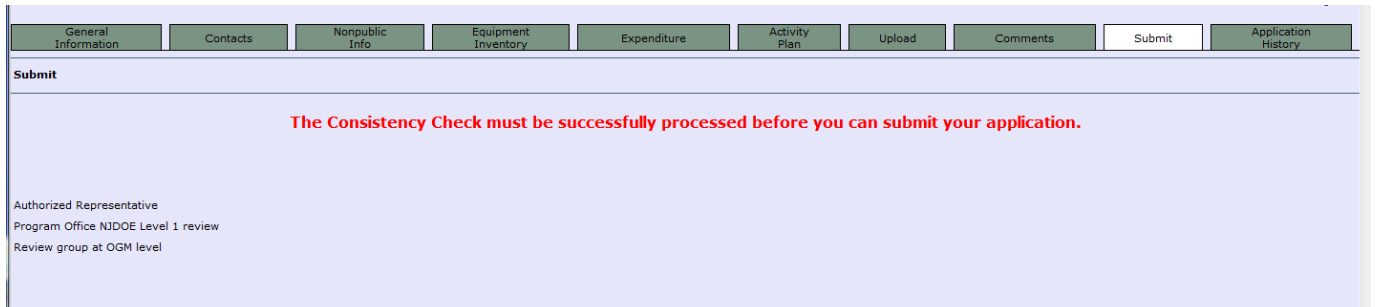 General
Information
Contacts
Nonpublic
Info
Equipment
Inventory
Expenditure
Activity
Plan
Upload
Comments
Submit
Application
History
Submit
The Consistency Check must be successfully processed before you can submit your application.
Authorized Representative
Program Office NJDOE Level 1 review
Review group at OGM level